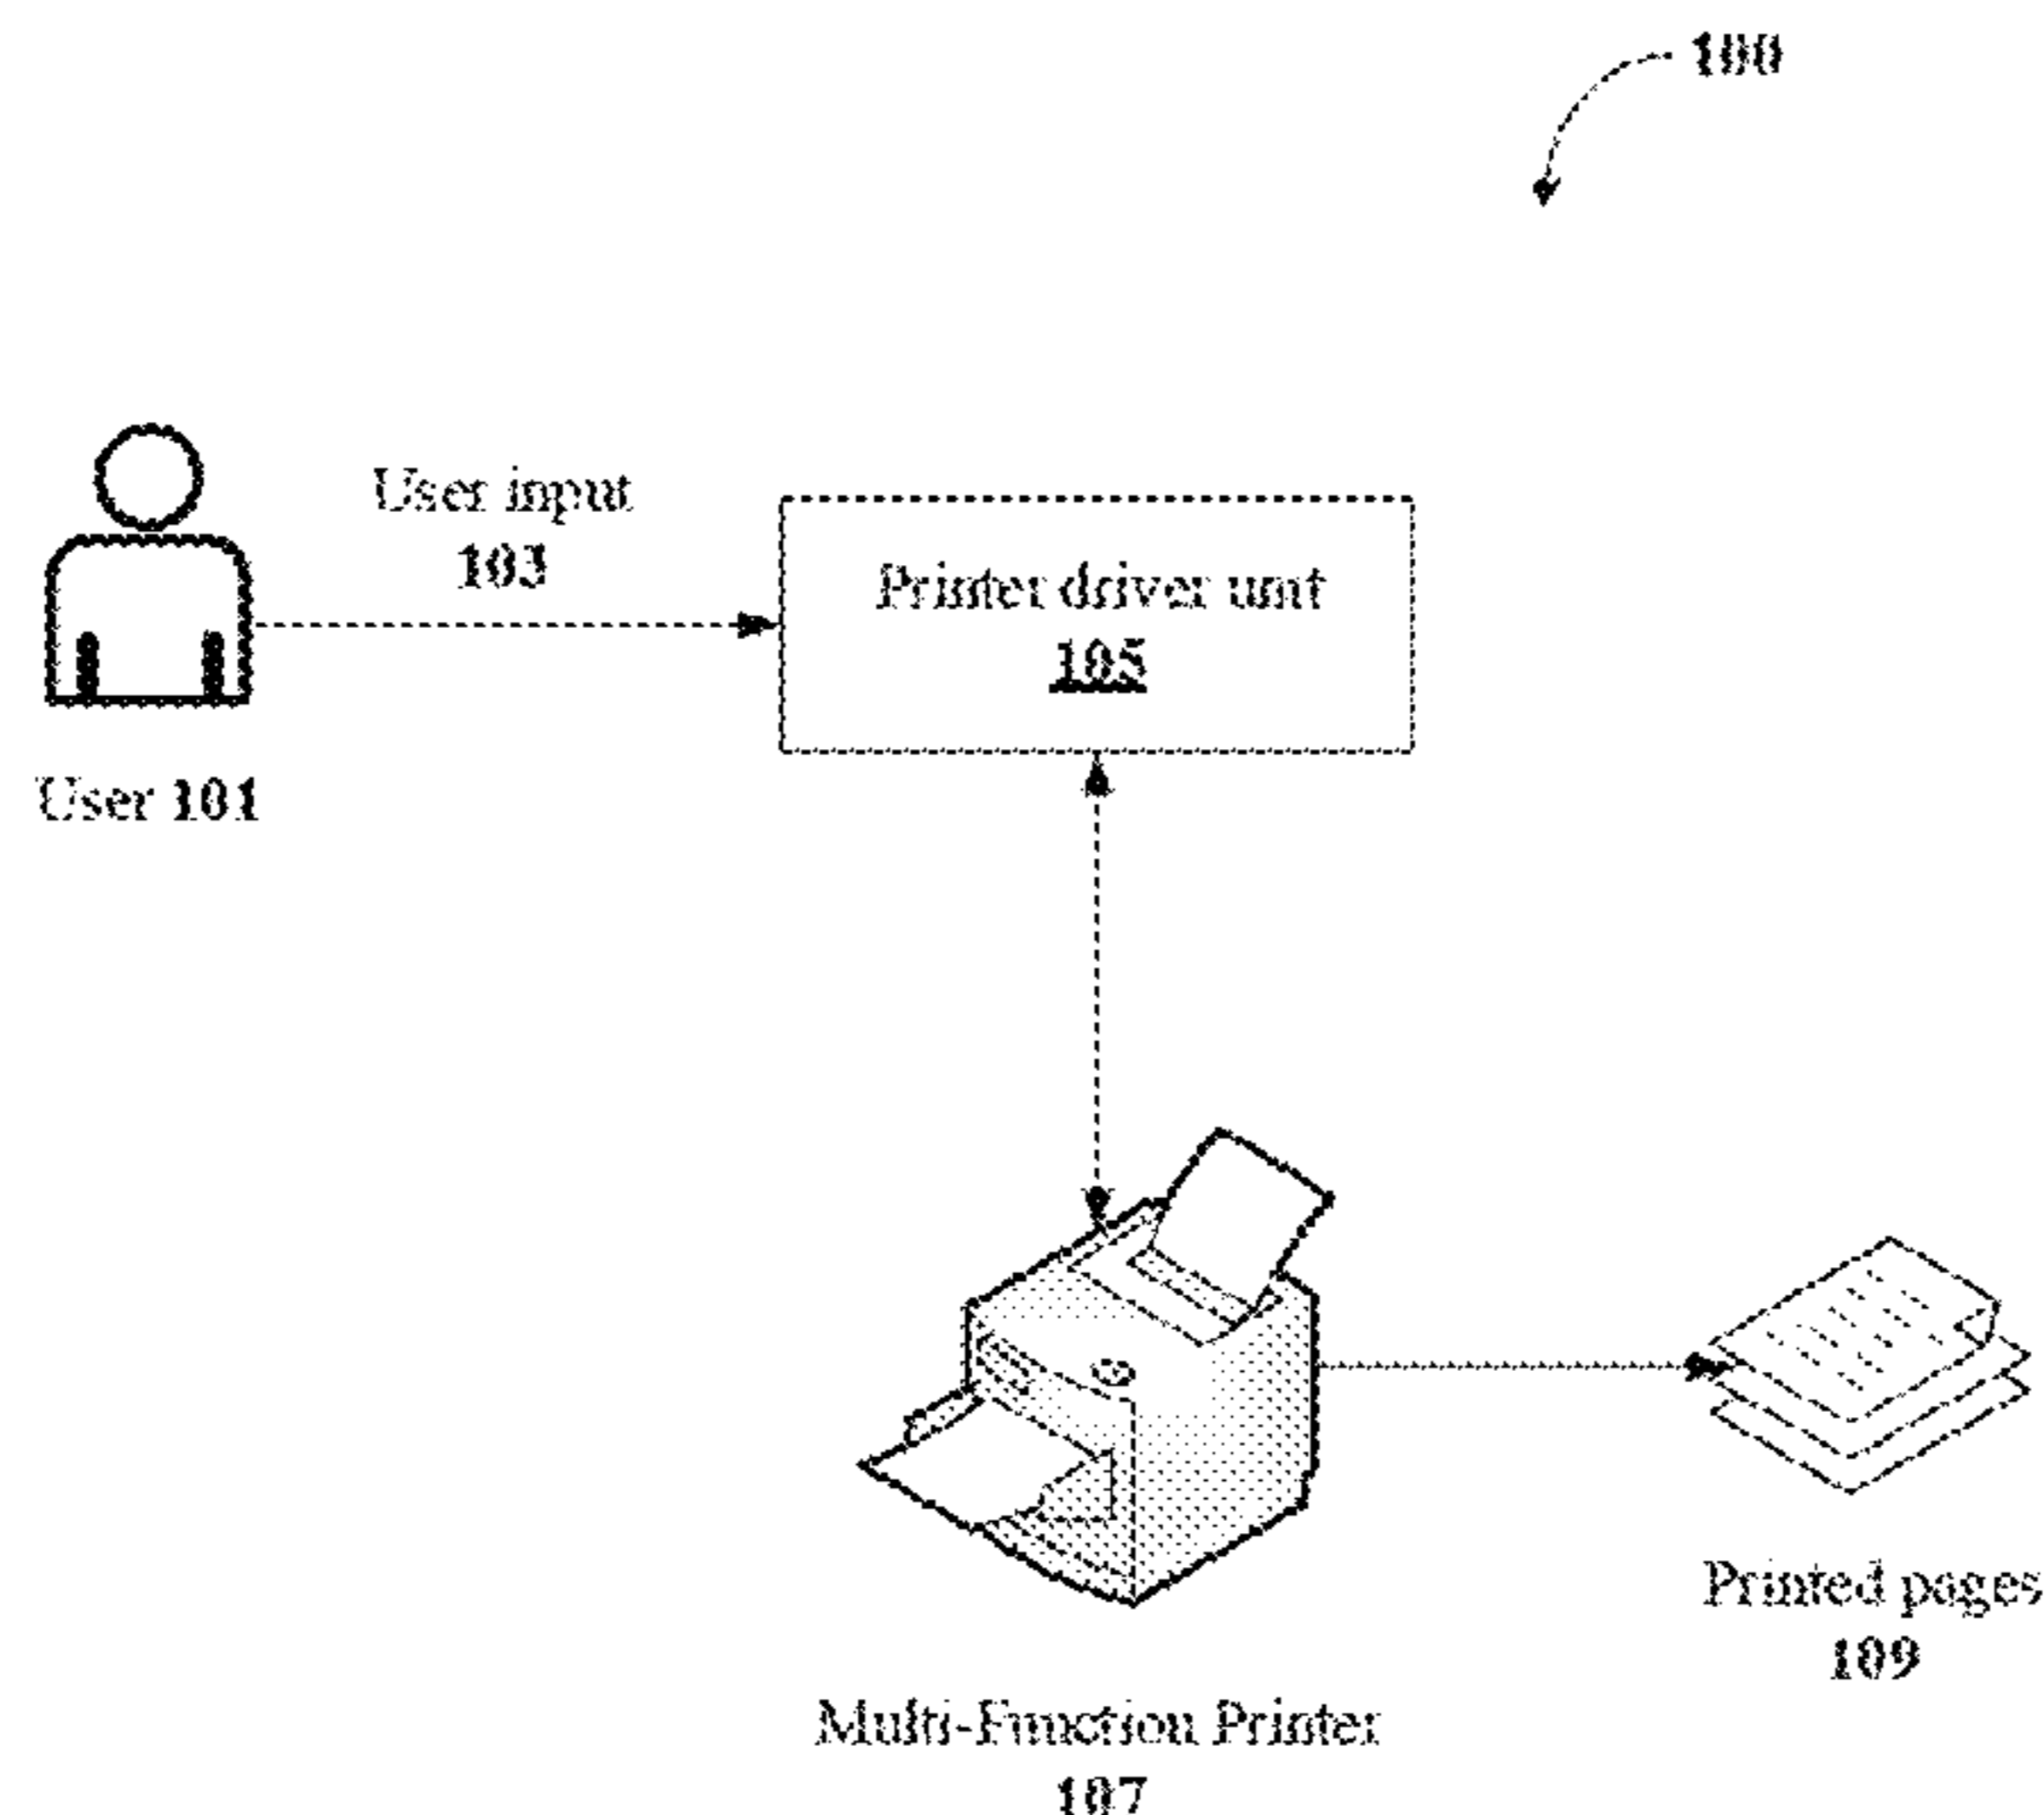 100
User input
103
Printer driver unit
105
User 101
Printed pages
109
Multi-Function Printer
107